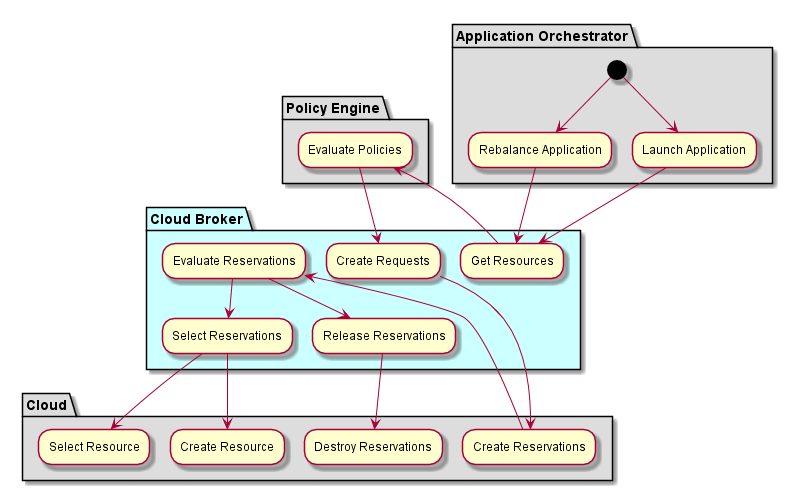 Application Orchestrator
Rebalance Application
Launch Application
Policy Engine
Evaluate Policies
Cloud Broker
Evaluate Reservations
Create Requests
Get Resources
Select Reservations
Release Reservations
Cloud
Select Resource
Create Resource
Destroy Reservations
Create Reservations